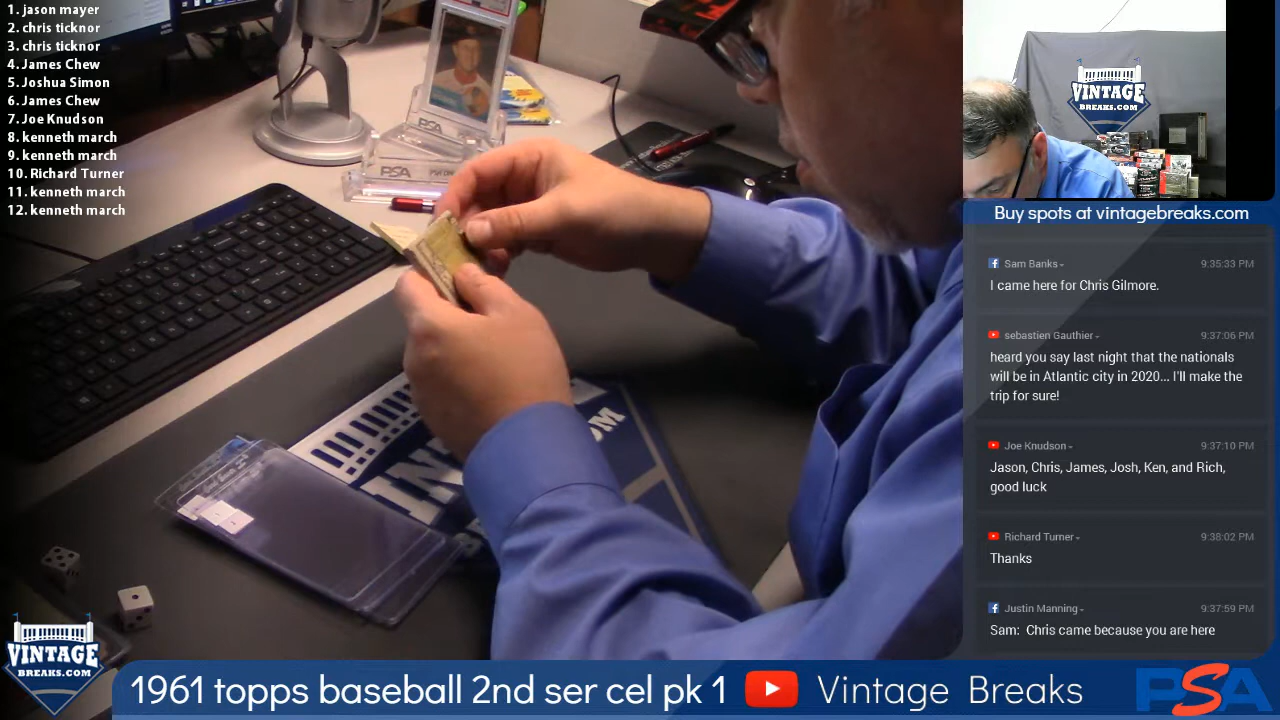 1. jason mayer
2. chris ticknor
3. chris ticknor
4. James Chew
5. Joshua Simon
6. James Chew
7. Joe Knudson
8. kenneth march
9. kenneth march
10. Richard Turner
11. kenneth march
12. kenneth march
PSA
PSA
VINTAGE
BREAKS.COM
Buy spots at vintagebreaks.com
Sam Banks
9:35:33 PM
I came here for Chris Gilmore.
sebastien Gauthier
9:37:06 PM
heard you say last night that the nationals
will be in Atlantic city in 2020... I'll make the
trip for sure!
Joe Knudson
9:37:10 PM
Jason, Chris, James, Josh, Ken, and Rich,
good luck
Richard Turner
9:38:02 PM
Thanks
Justin Manning
9:37:59 PM
Sam: Chris came because you are here
VINTAGE
BREAKS.COM
1961 topps baseball 2nd ser cel pk 1
Vintage Breaks
PSA